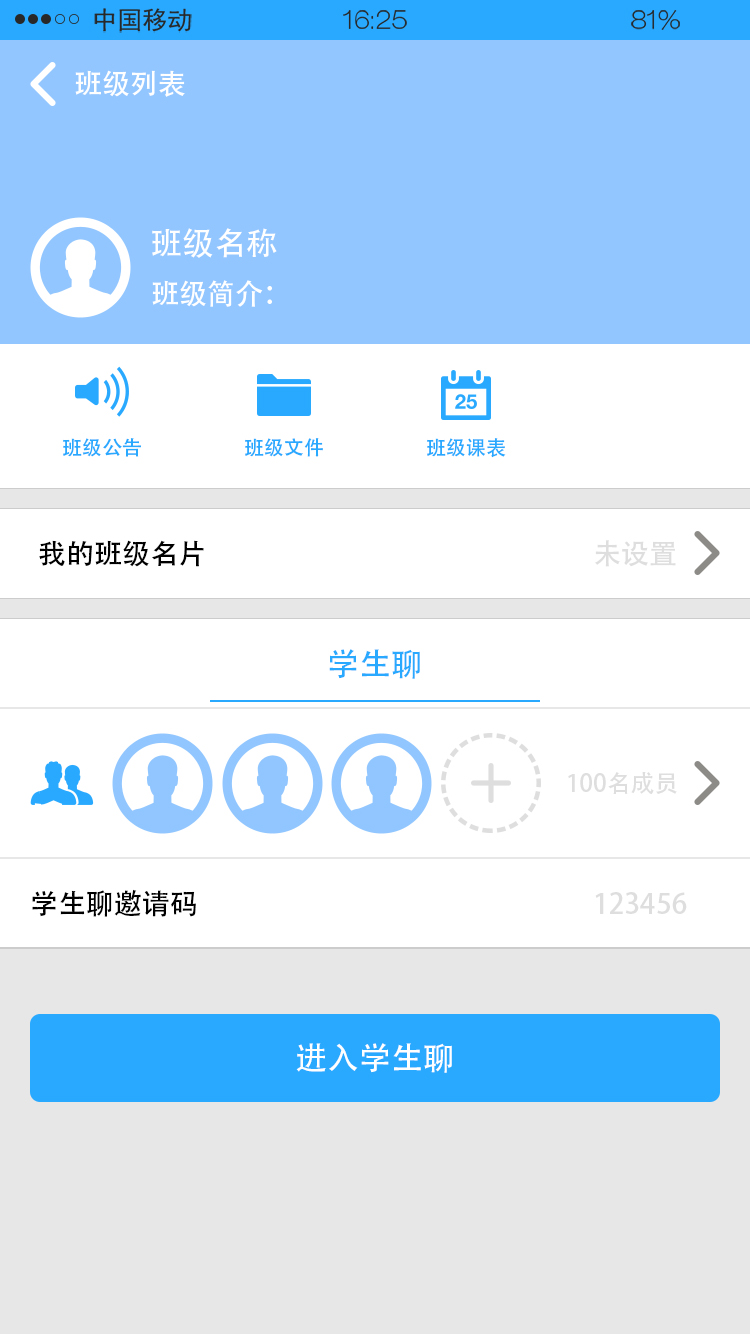 中国移动 16:25 81%
班级列表
班级名称
班级简介：
25
班级公告 班级文件 班级课表
我的班级名片 未设置
学生聊
100名成员
学生聊邀请码 123456
进入学生聊